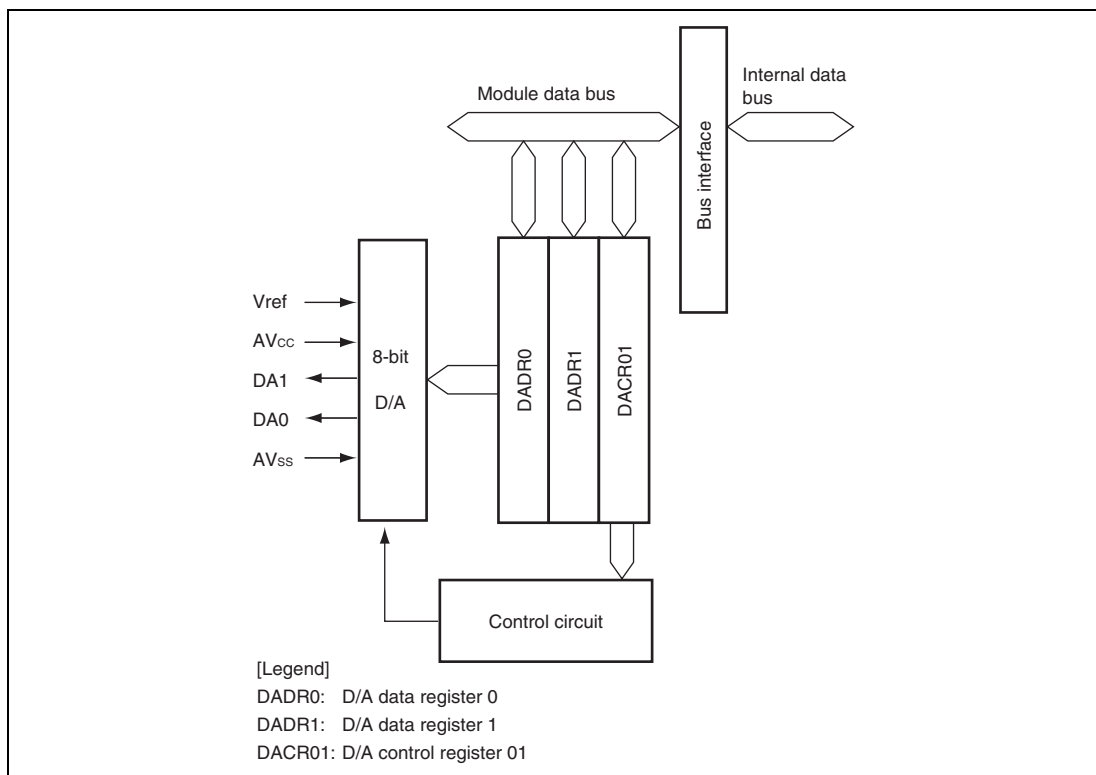 Module data bus
Internal data
bus
Bus interface
Vref
AVCC
DA1
DA0
AVSS
8-bit
D/A
DADR0
DADR1
DACR01
Control circuit
[Legend]
DADR0: D/A data register 0
DADR1: D/A data register 1
DACR01: D/A control register 01